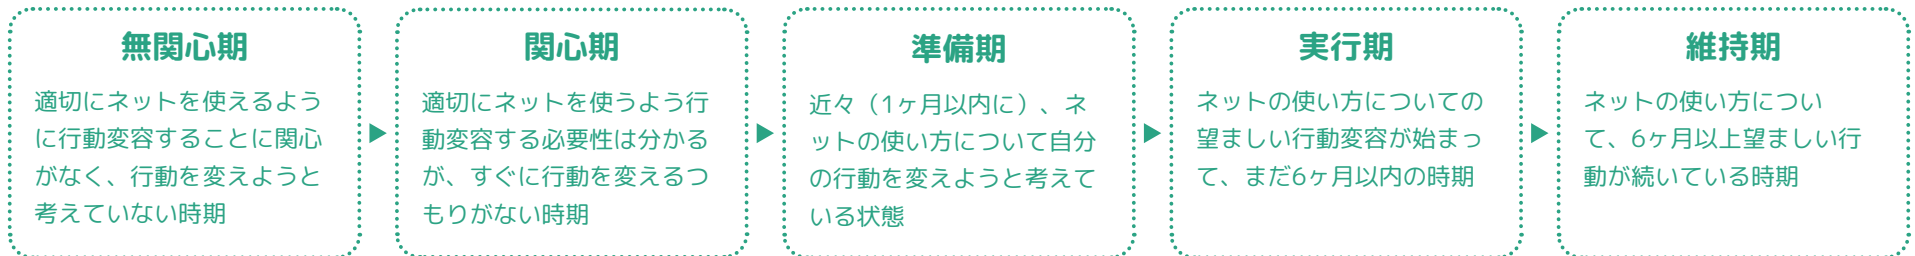 無関心期
適切にネットを使えるよう
に行動変容することに関心
がなく、行動を変えようと
考えていない時期
関心期
適切にネットを使うよう行
動変容する必要性は分かる
が、すぐに行動を変えるつ
もりがない時期
準備期
近々（1ヶ月以内に）、ネ
ットの使い方について自分
の行動を変えようと考えて
いる状態
実行期
ネットの使い方についての
望ましい行動変容が始まっ
て、まだ6ヶ月以内の時期
維持期
ネットの使い方につい
て、6ヶ月以上望ましい行
動が続いている時期